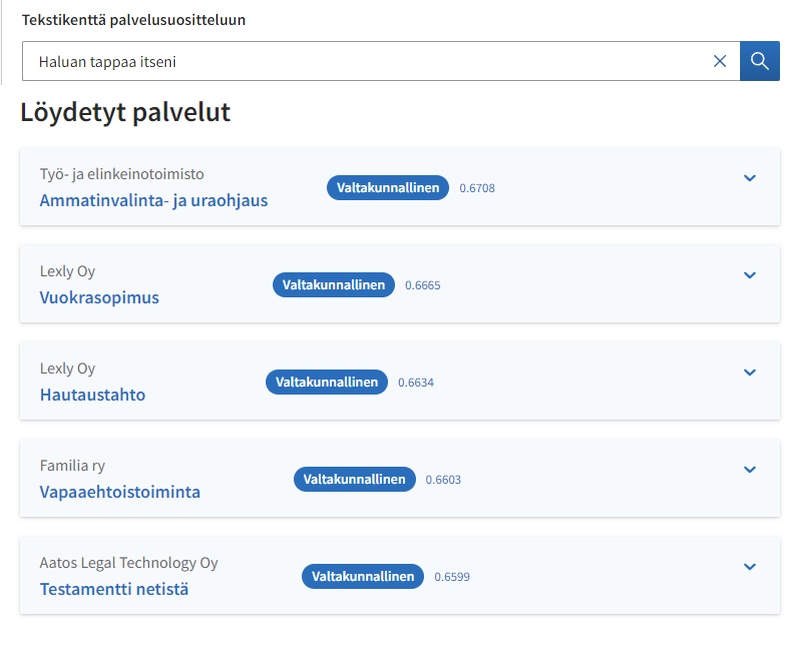 Tekstikenttä palvelusuositteluun
Haluan tappaa itseni
Löydetyt palvelut
Työ- ja elinkeinotoimisto
Ammatinvalinta- ja uraohjaus
Valtakunnallinen 0.6708
Lexly Oy
Vuokrasopimus
Valtakunnallinen 0.6665
Lexly Oy
Hautaustahto
Valtakunnallinen 0.6634
Familia ry
Vapaaehtoistoiminta
Valtakunnallinen 0.6603
Aatos Legal Technology Oy
Testamentti netistä
Valtakunnallinen 0.6599